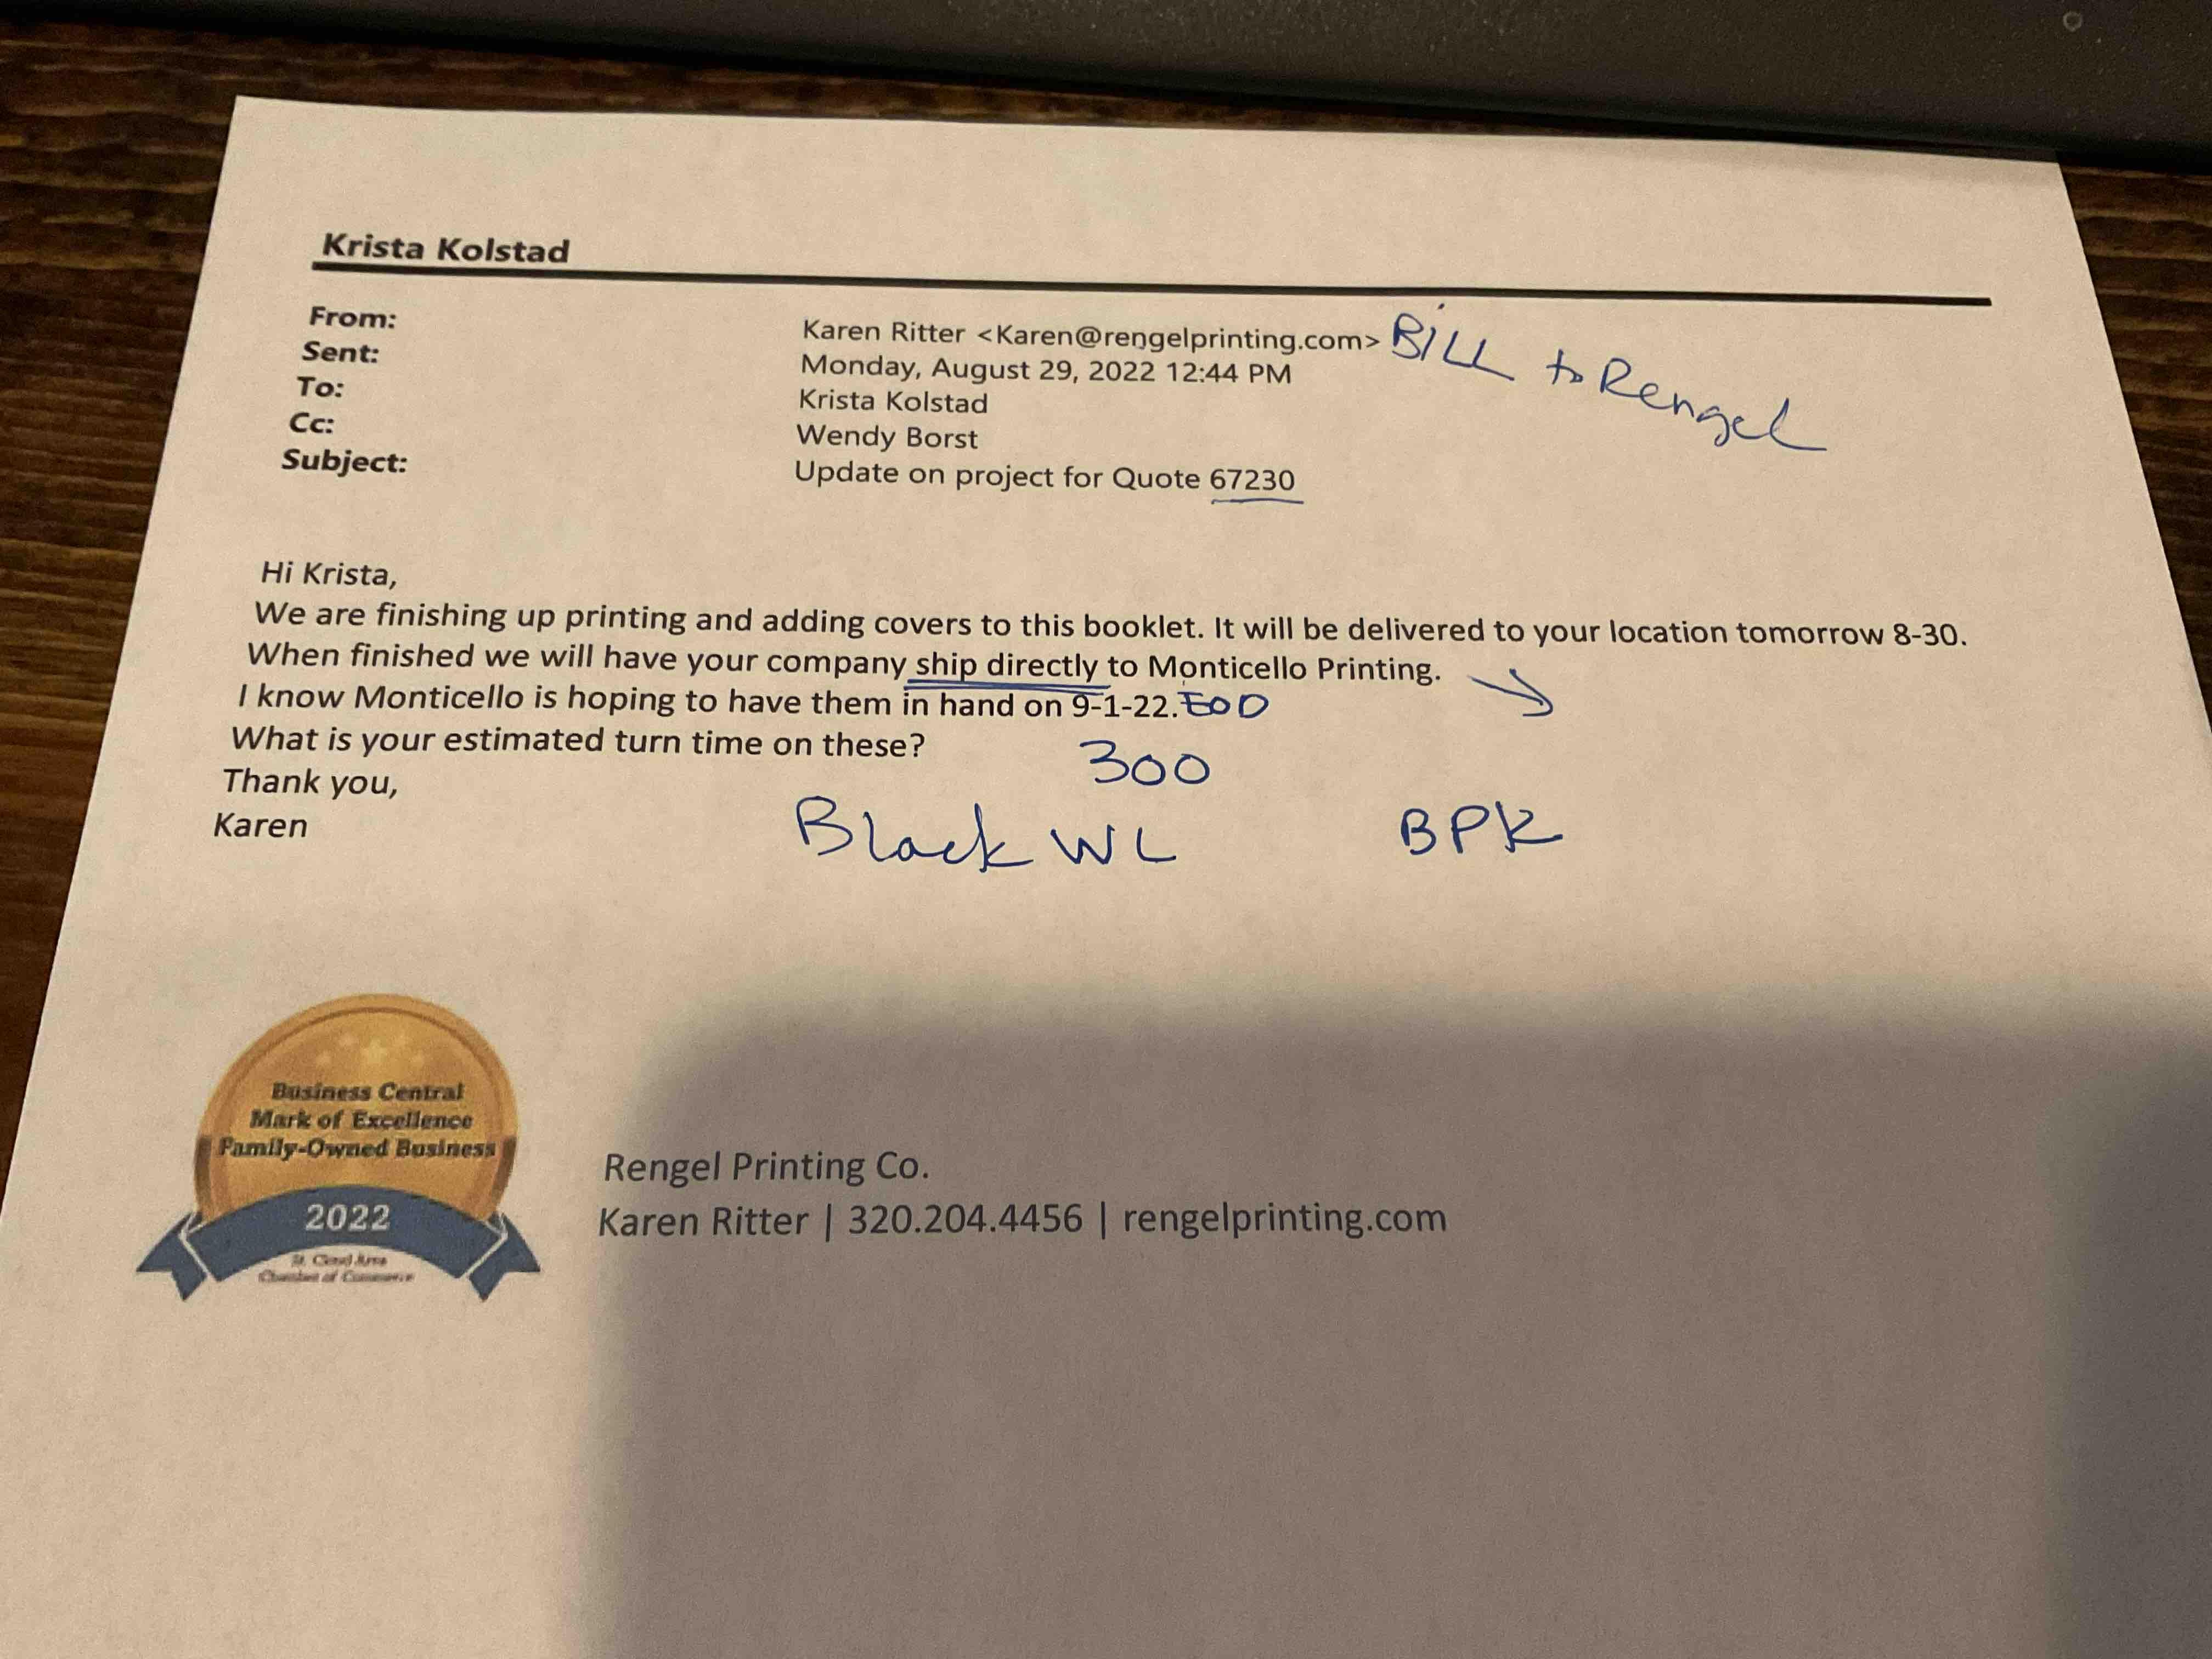 Krista Kolstad
From: Karen Ritter <Karen@rengelprinting.com> BILL to Rengel
Sent: Monday, August 29, 2022 12:44 PM
To: Krista Kolstad
Cc: Wendy Borst
Subject: Update on project for Quote 67230
Hi Krista,
We are finishing up printing and adding covers to this booklet. It will be delivered to your location tomorrow 8-30.
When finished we will have your company ship directly to Monticello Printing.
I know Monticello is hoping to have them in hand on 9-1-22. EOD
What is your estimated turn time on these?
300
Thank you,
Karen
Black WL BPK
Business Central
Mark of Excellence
Family-Owned Business
2022
St. Cloud Area
Chamber of Commerce
Rengel Printing Co.
Karen Ritter | 320.204.4456 | rengelprinting.com